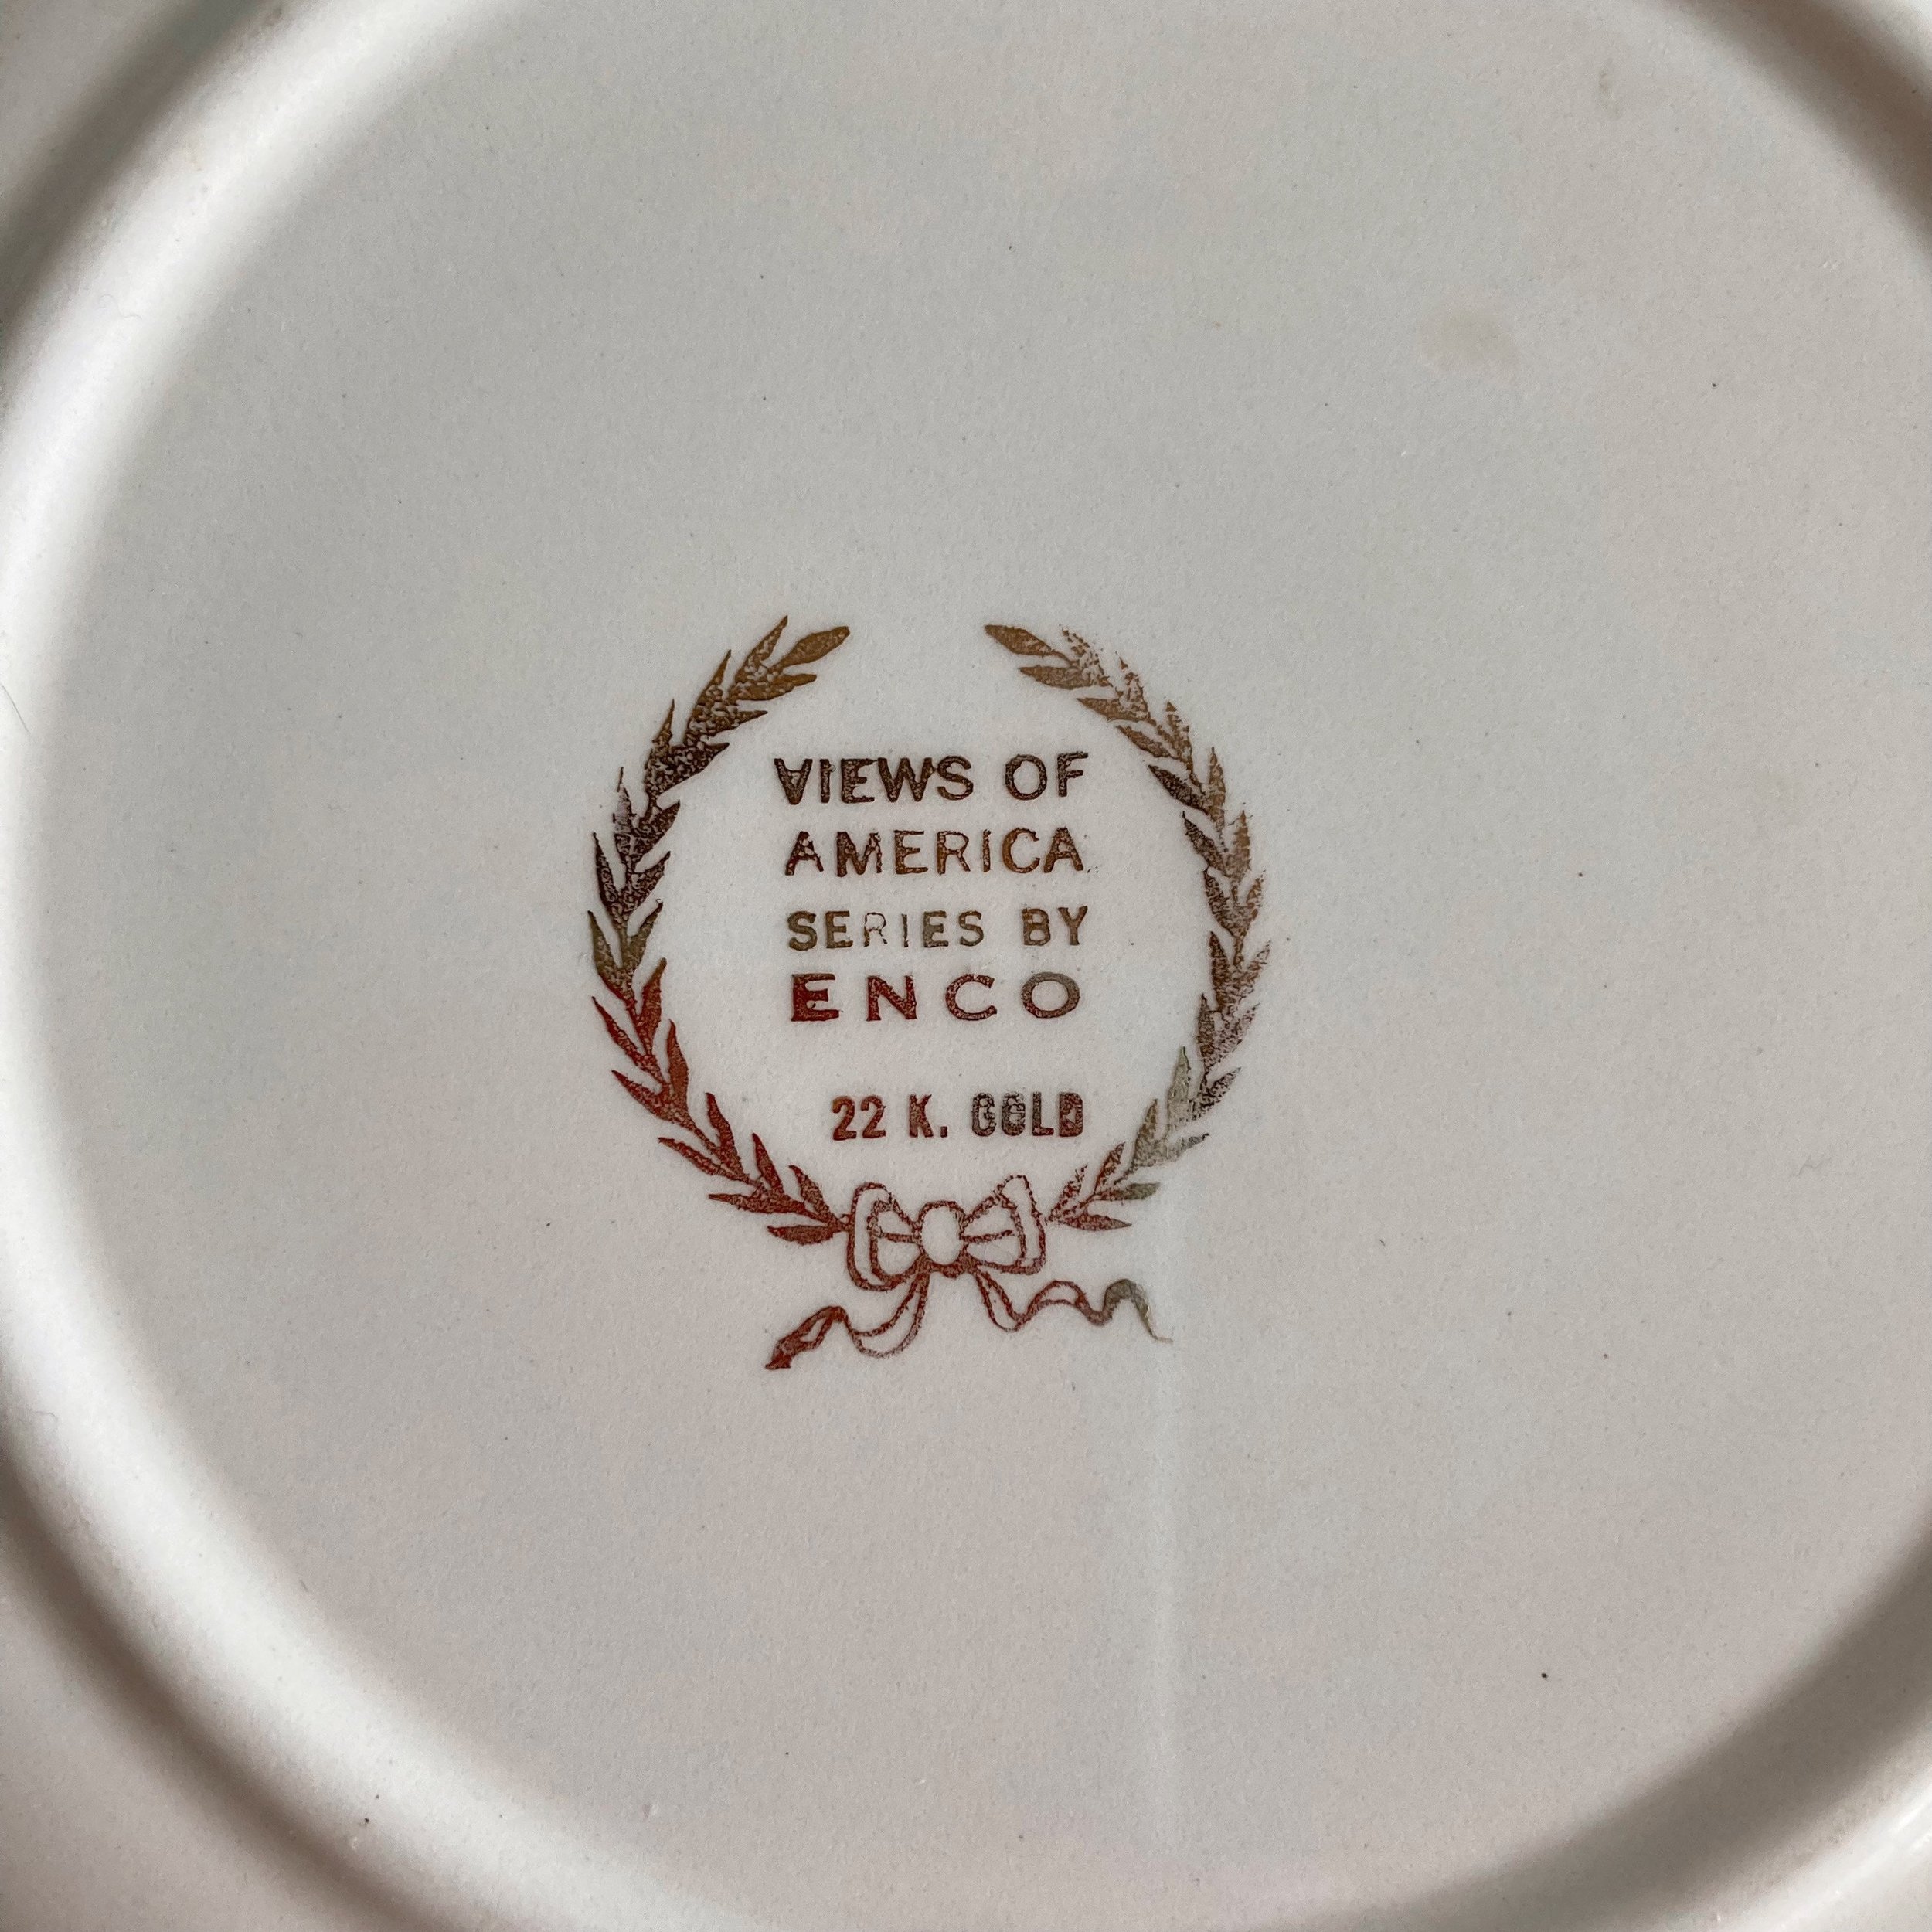 VIEWS OF
AMERICA
SERIES BY
ENCO
22 K. GOLD